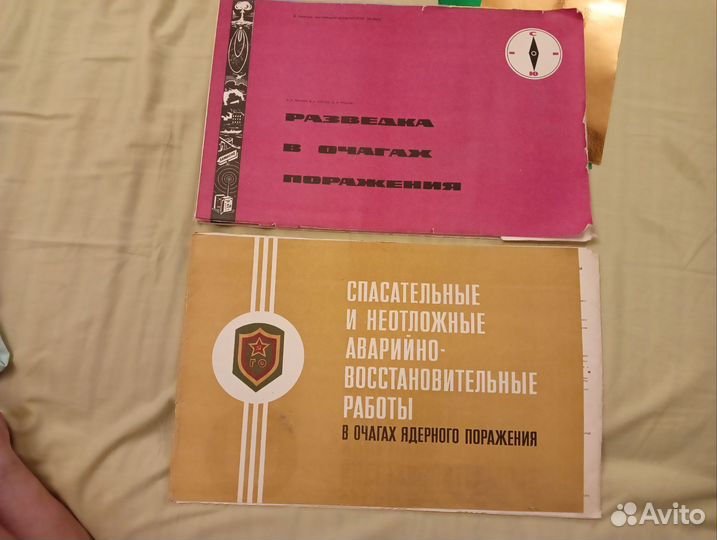 С
Ю
РАЗВЕДКА
В ОЧАГАХ
ПОРАЖЕНИЯ
СПАСАТЕЛЬНЫЕ
И НЕОТЛОЖНЫЕ
АВАРИЙНО-
ВОССТАНОВИТЕЛЬНЫЕ
РАБОТЫ
В ОЧАГАХ ЯДЕРНОГО ПОРАЖЕНИЯ
ГО
Avito